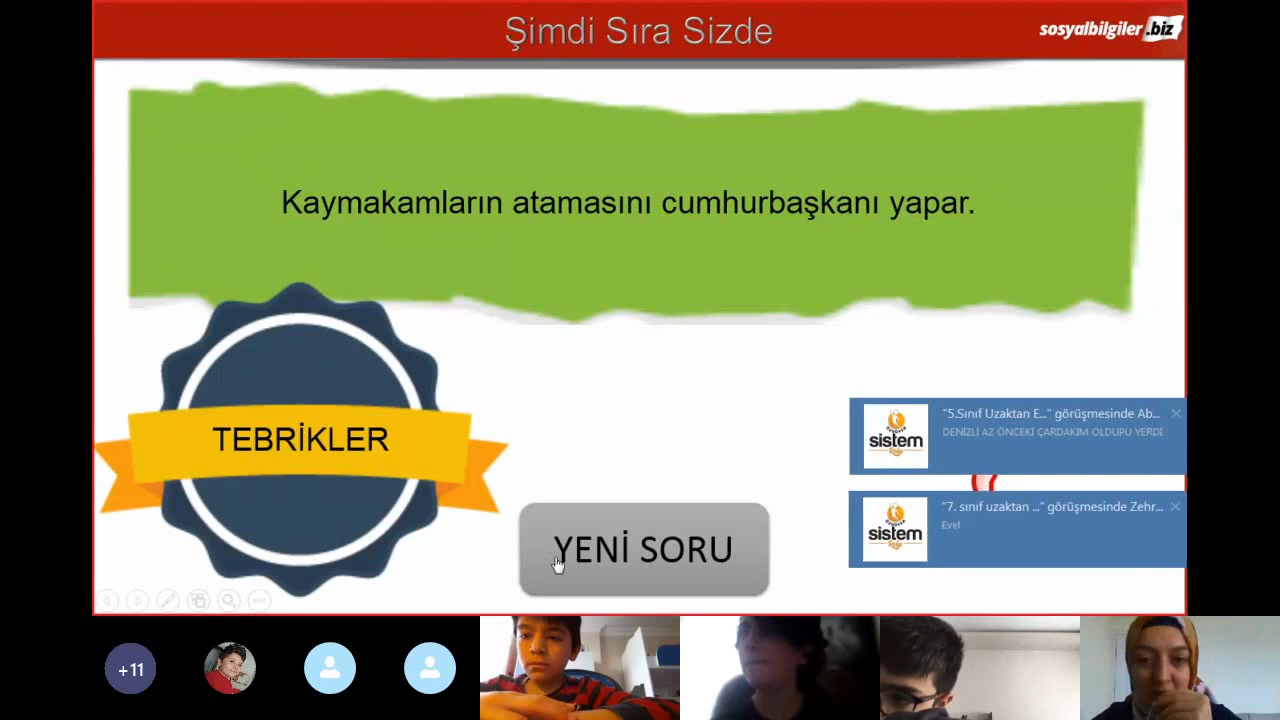 Şimdi Sıra Sizde
sosyalbilgiler.biz
Kaymakamların atamasını cumhurbaşkanı yapar.
TEBRİKLER
YENİ SORU
sistem
"5.Sınıf Uzaktan E..." görüşmesinde Ab...
DENİZLİ AZ ÖNCEKİ ÇARDAKIM OLDUPU YERDİ
sistem
"7. sınıf uzaktan ..." görüşmesinde Zehr...
Evet
+11